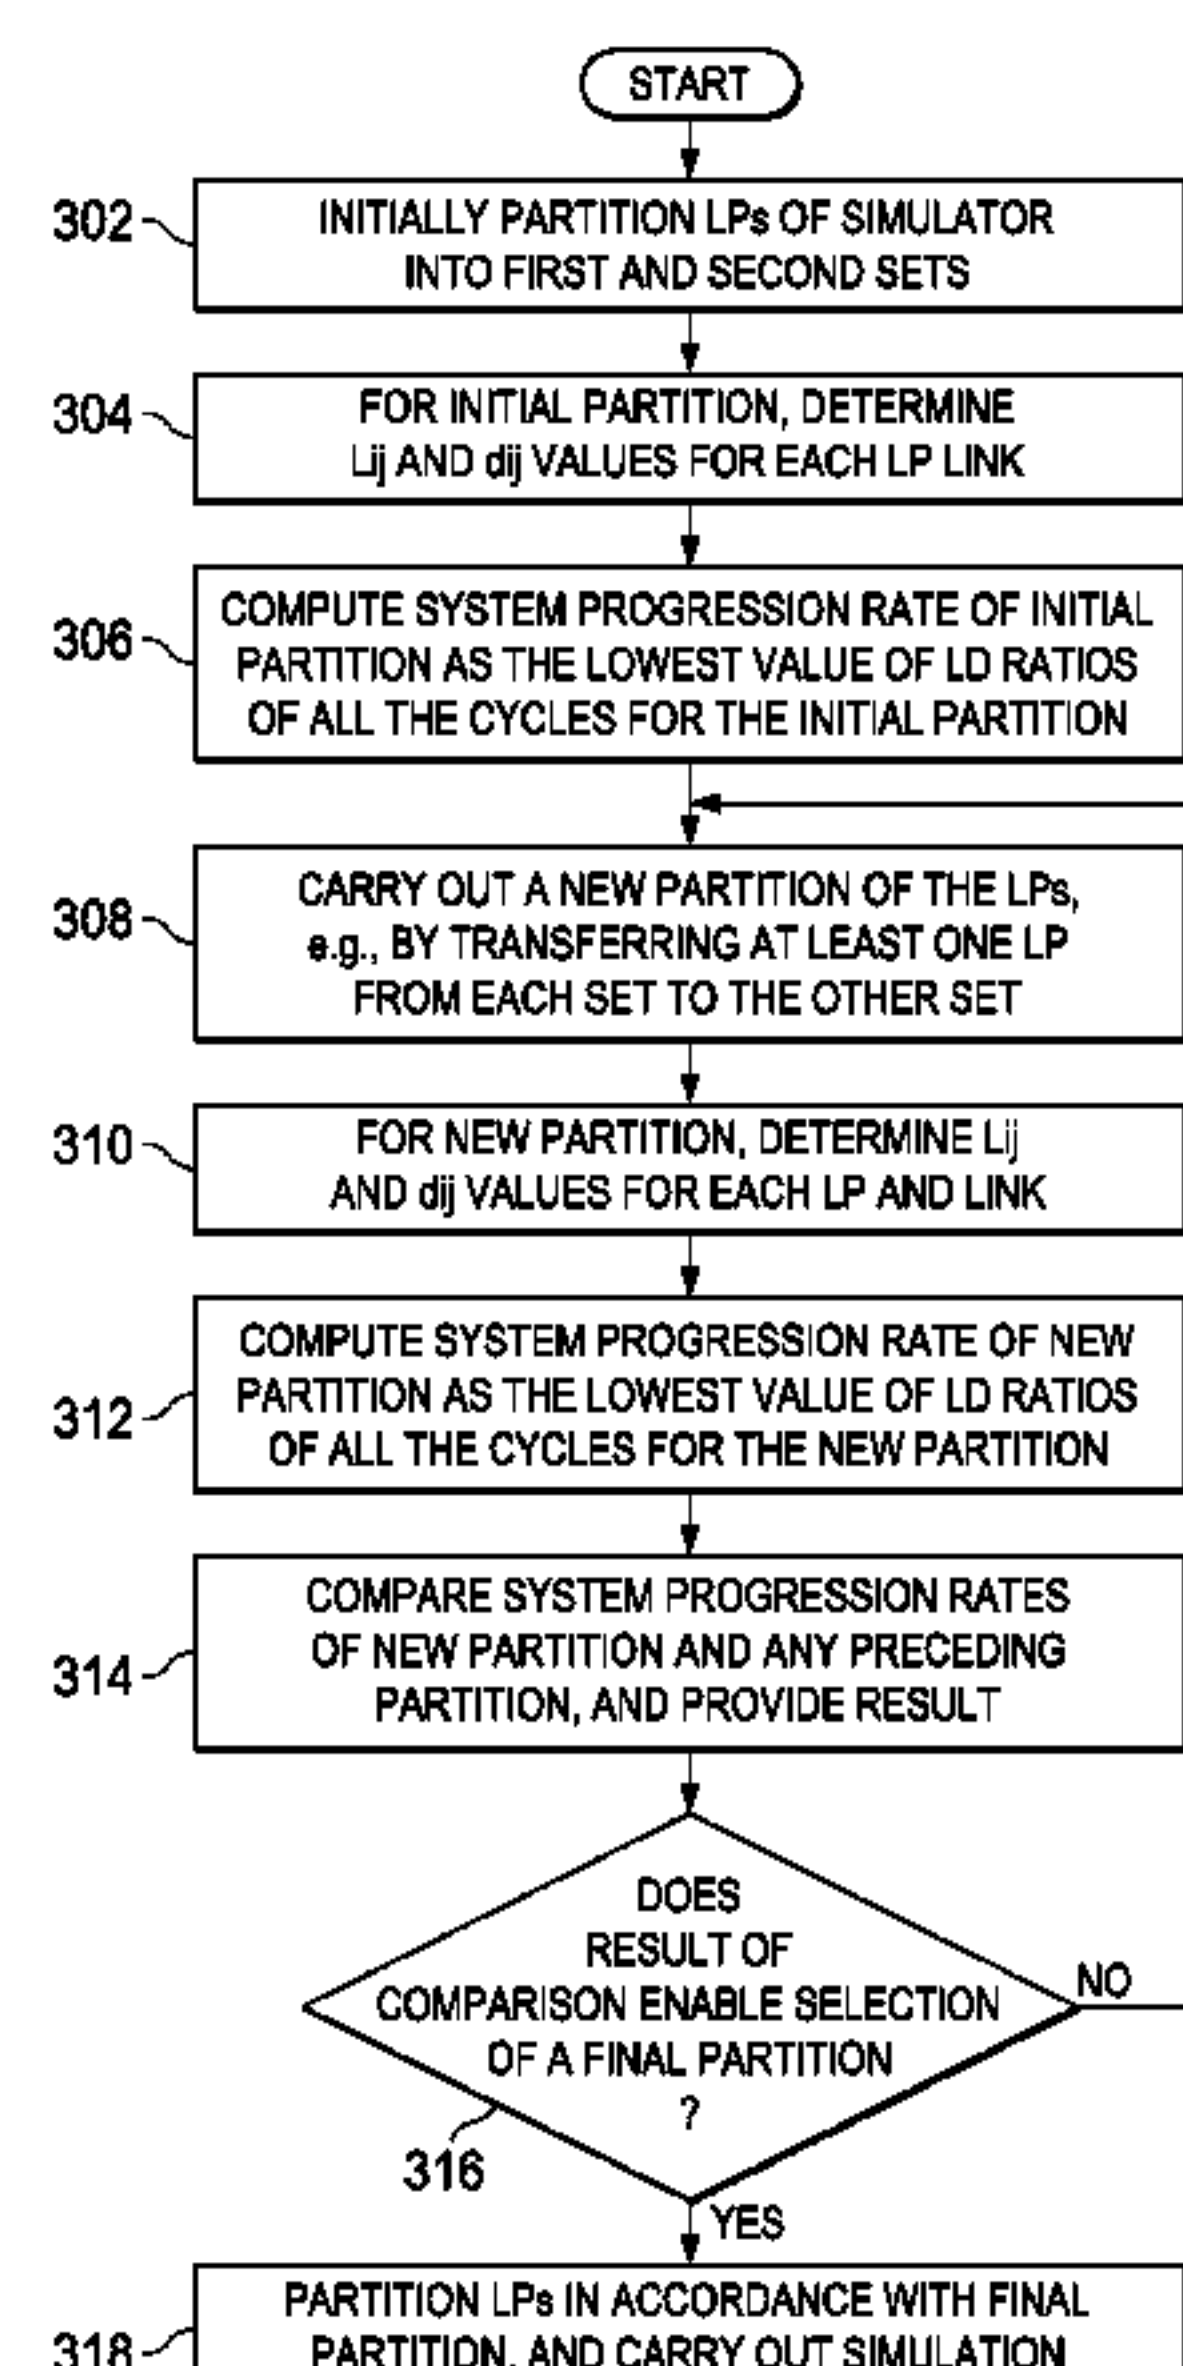 START
302
INITIALLY PARTITION LPs OF SIMULATOR
INTO FIRST AND SECOND SETS
304
FOR INITIAL PARTITION, DETERMINE
Lij AND dij VALUES FOR EACH LP LINK
306
COMPUTE SYSTEM PROGRESSION RATE OF INITIAL
PARTITION AS THE LOWEST VALUE OF LD RATIOS
OF ALL THE CYCLES FOR THE INITIAL PARTITION
308
CARRY OUT A NEW PARTITION OF THE LPs,
e.g., BY TRANSFERRING AT LEAST ONE LP
FROM EACH SET TO THE OTHER SET
310
FOR NEW PARTITION, DETERMINE Lij
AND dij VALUES FOR EACH LP AND LINK
312
COMPUTE SYSTEM PROGRESSION RATE OF NEW
PARTITION AS THE LOWEST VALUE OF LD RATIOS
OF ALL THE CYCLES FOR THE NEW PARTITION
314
COMPARE SYSTEM PROGRESSION RATES
OF NEW PARTITION AND ANY PRECEDING
PARTITION, AND PROVIDE RESULT
DOES
RESULT OF
COMPARISON ENABLE SELECTION
OF A FINAL PARTITION
?
NO
316
YES
318
PARTITION LPs IN ACCORDANCE WITH FINAL
PARTITION, AND CARRY OUT SIMULATION